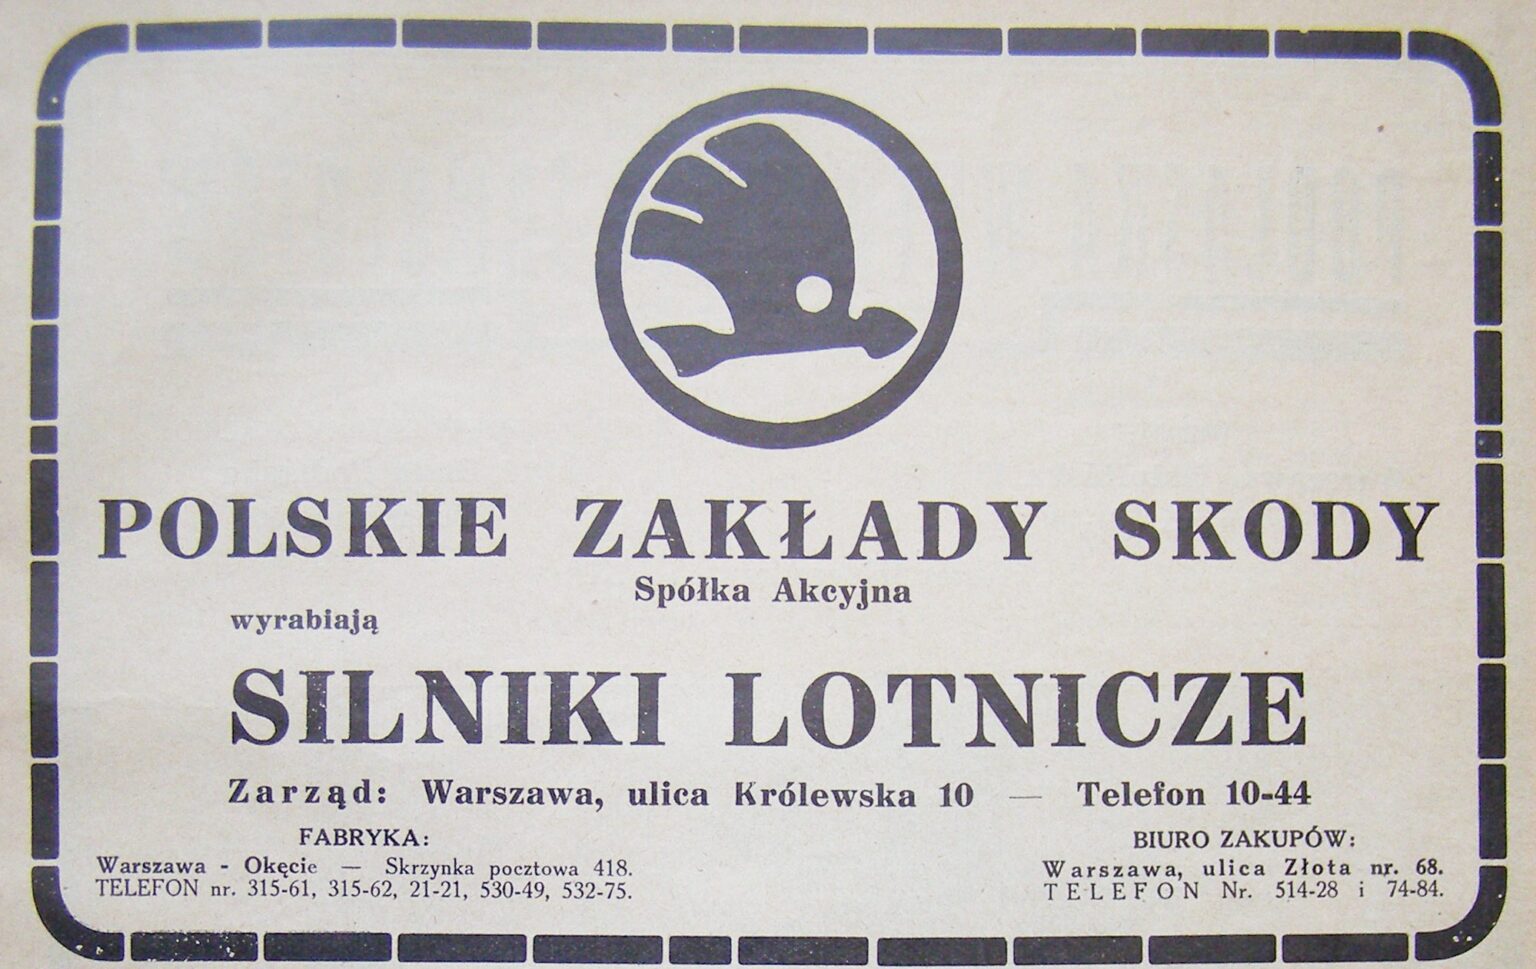 POLSKIE ZAKŁADY SKODY
Spółka Akcyjna
wyrabiają
SILNIKI LOTNICZE
Zarząd: Warszawa, ulica Królewska 10 — Telefon 10-44
FABRYKA:
Warszawa - Okęcie — Skrzynka pocztowa 418.
TELEFON nr. 315-61, 315-62, 21-21, 530-49, 532-75.
BIURO ZAKUPÓW:
Warszawa, ulica Złota nr. 68.
TELEFON Nr. 514-28 i 74-84.